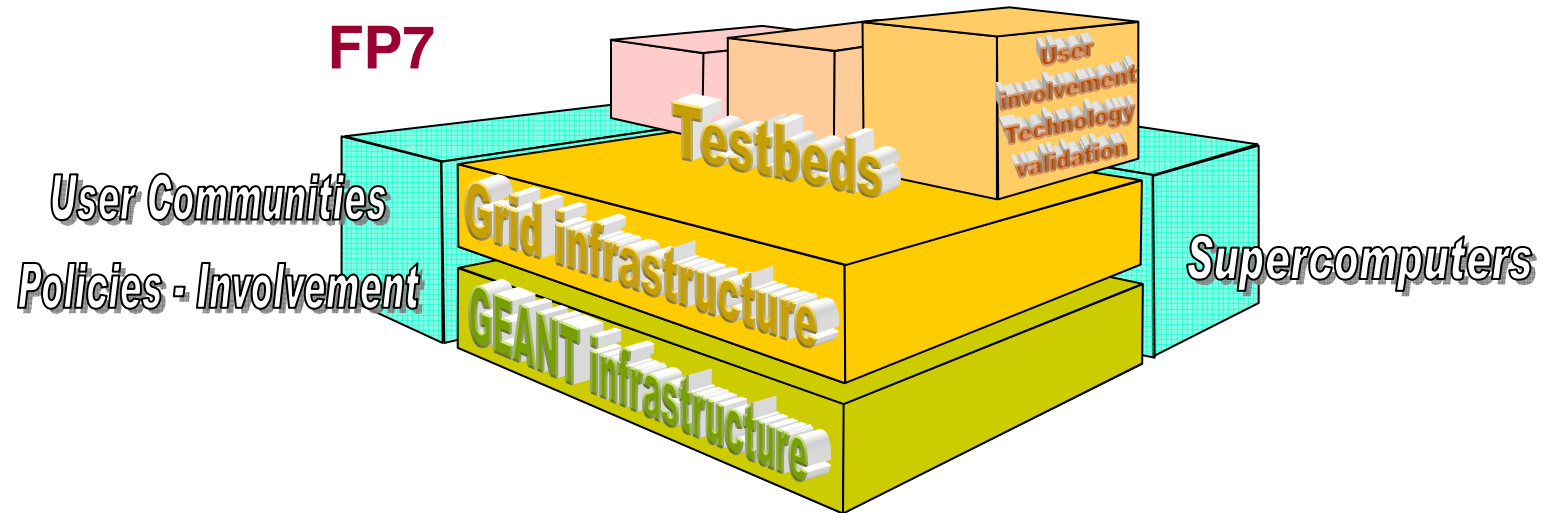 FP7
User
involvement
Technology
validation
Testbeds
User Communities
Policies - Involvement
Grid infrastructure
Supercomputers
GEANT infrastructure